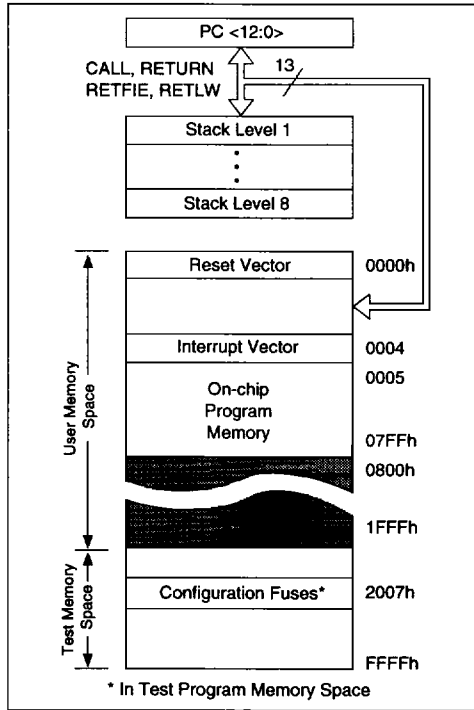 PC <12:0>
CALL, RETURN
RETFIE, RETLW
13
Stack Level 1
Stack Level 8
Reset Vector
0000h
Interrupt Vector
0004
0005
On-chip
Program
Memory
07FFh
0800h
1FFFh
User Memory
Space
Configuration Fuses*
2007h
Test Memory
Space
FFFFh
* In Test Program Memory Space